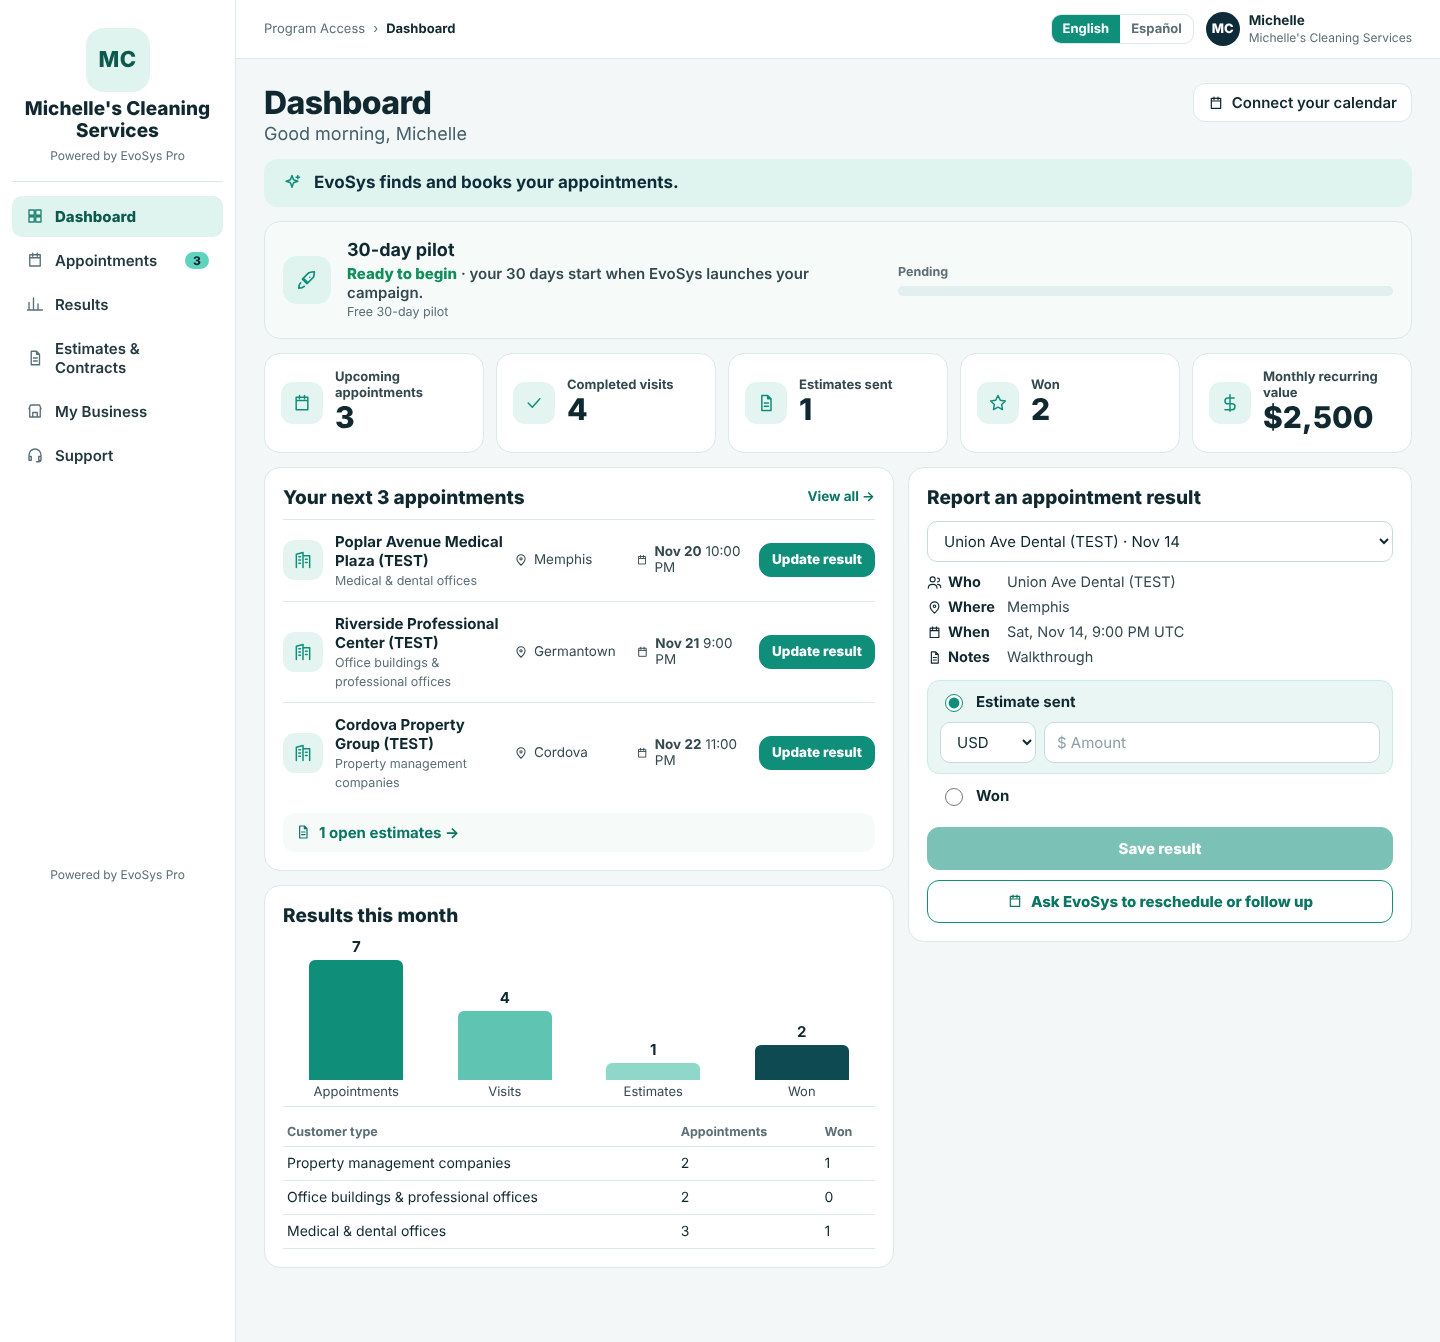 MC
Michelle's Cleaning
Services
Powered by EvoSys Pro
Dashboard
Appointments 3
Results
Estimates &
Contracts
My Business
Support
Powered by EvoSys Pro
Program Access › Dashboard
English Español
MC
Michelle
Michelle's Cleaning Services
Dashboard
Good morning, Michelle
Connect your calendar
EvoSys finds and books your appointments.
30-day pilot
Ready to begin · your 30 days start when EvoSys launches your
campaign.
Free 30-day pilot
Pending
Upcoming
appointments
3
Completed visits
4
Estimates sent
1
Won
2
Monthly recurring
value
$2,500
Your next 3 appointments
View all →
Poplar Avenue Medical
Plaza (TEST)
Medical & dental offices
Memphis
Nov 20 10:00
PM
Update result
Riverside Professional
Center (TEST)
Office buildings &
professional offices
Germantown
Nov 21 9:00
PM
Update result
Cordova Property
Group (TEST)
Property management
companies
Cordova
Nov 22 11:00
PM
Update result
1 open estimates →
Report an appointment result
Union Ave Dental (TEST) · Nov 14
Who Union Ave Dental (TEST)
Where Memphis
When Sat, Nov 14, 9:00 PM UTC
Notes Walkthrough
Estimate sent
USD
$ Amount
Won
Save result
Ask EvoSys to reschedule or follow up
Results this month
7
4
1
2
Appointments Visits Estimates Won
Customer type Appointments Won
Property management companies 2 1
Office buildings & professional offices 2 0
Medical & dental offices 3 1